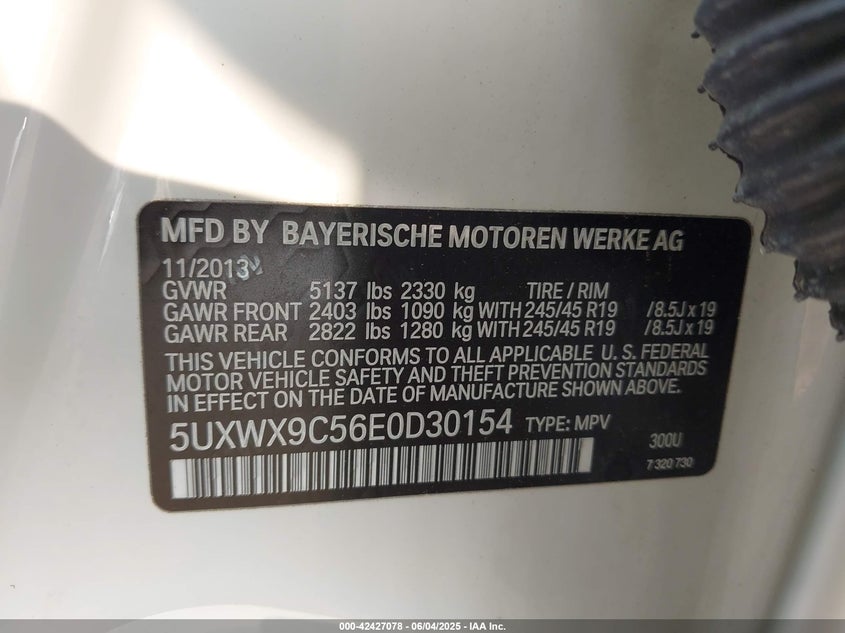 MFD BY BAYERISCHE MOTOREN WERKE AG
11/2013
GVWR 5137 lbs 2330 kg TIRE / RIM
GAWR FRONT 2403 lbs 1090 kg WITH 245/45 R19 /8.5J x 19
GAWR REAR 2822 lbs 1280 kg WITH 245/45 R19 /8.5J x 19
THIS VEHICLE CONFORMS TO ALL APPLICABLE U. S. FEDERAL
MOTOR VEHICLE SAFETY AND THEFT PREVENTION STANDARDS
IN EFFECT ON THE DATE OF MANUFACTURE SHOWN ABOVE.
5UXWX9C56E0D30154 TYPE: MPV
300U
7 320 730
000-42427078 - 06/04/2025 - IAA Inc.